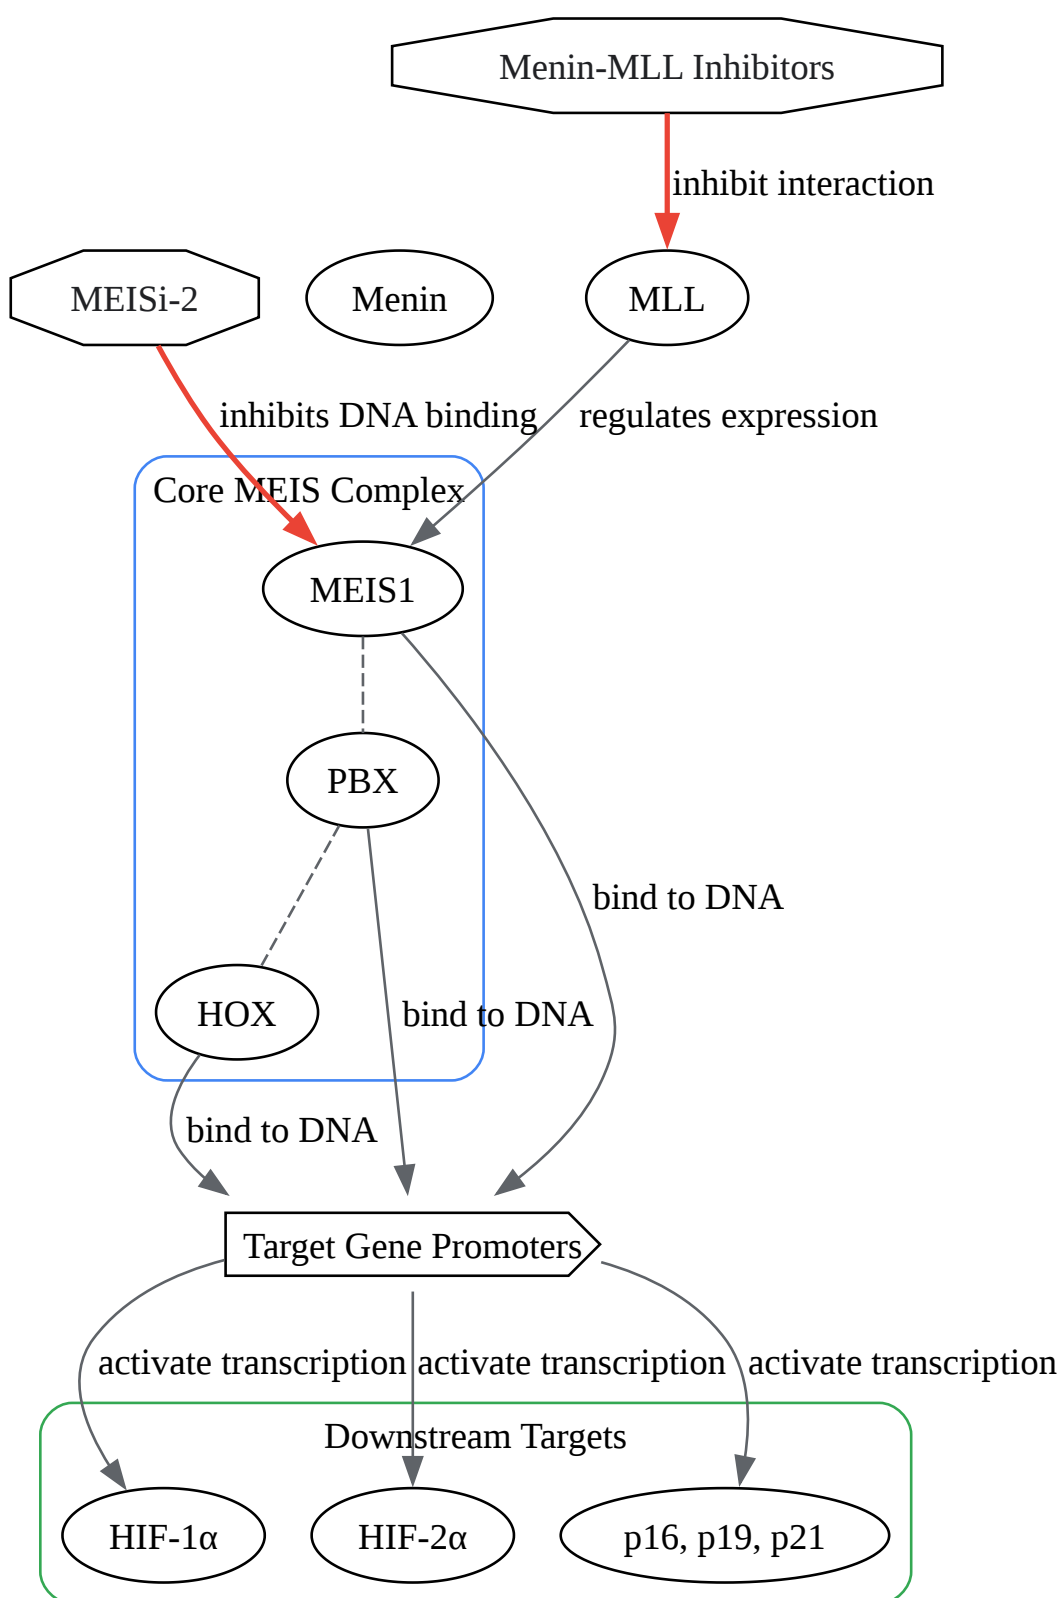 Menin-MLL Inhibitors
inhibit interaction
MEISi-2
Menin
MLL
inhibits DNA binding
regulates expression
Core MEIS Complex
MEIS1
PBX
bind to DNA
HOX
bind to DNA
bind to DNA
Target Gene Promoters
activate transcription
activate transcription
activate transcription
Downstream Targets
HIF-1α
HIF-2α
p16, p19, p21